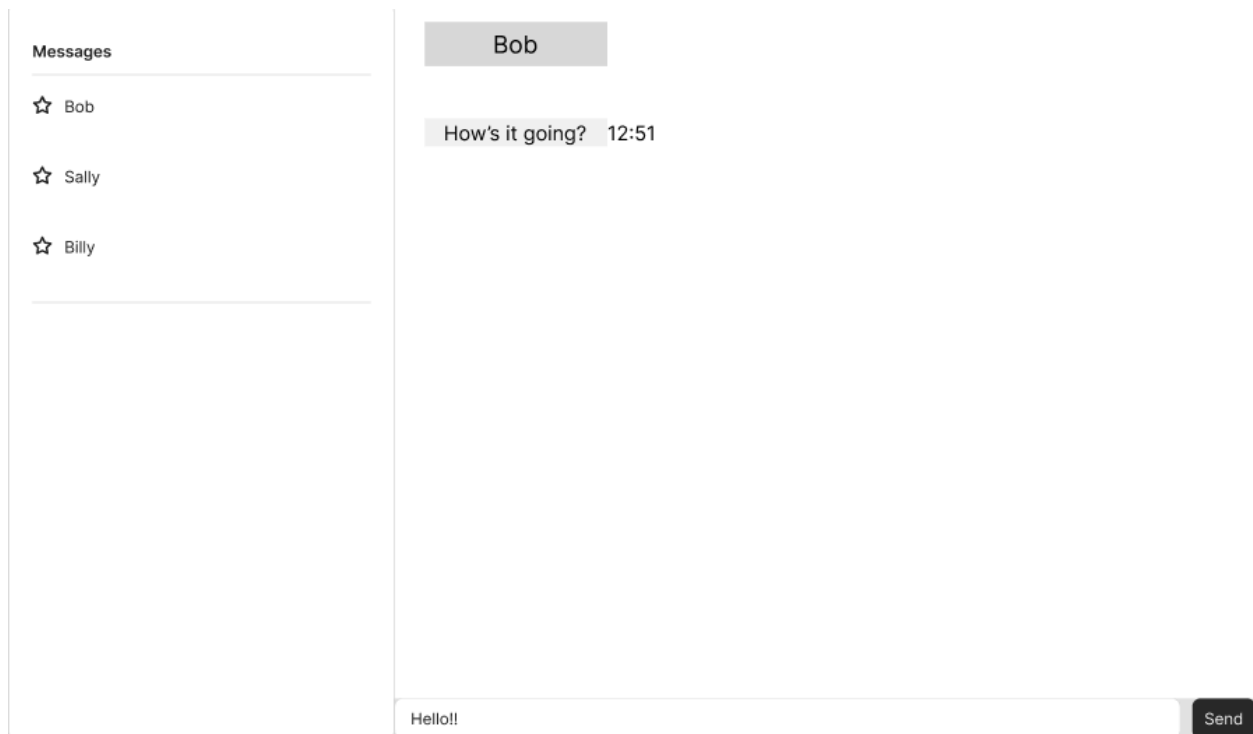 Messages
Bob
Sally
Billy
Bob
How’s it going? 12:51
Hello!!
Send